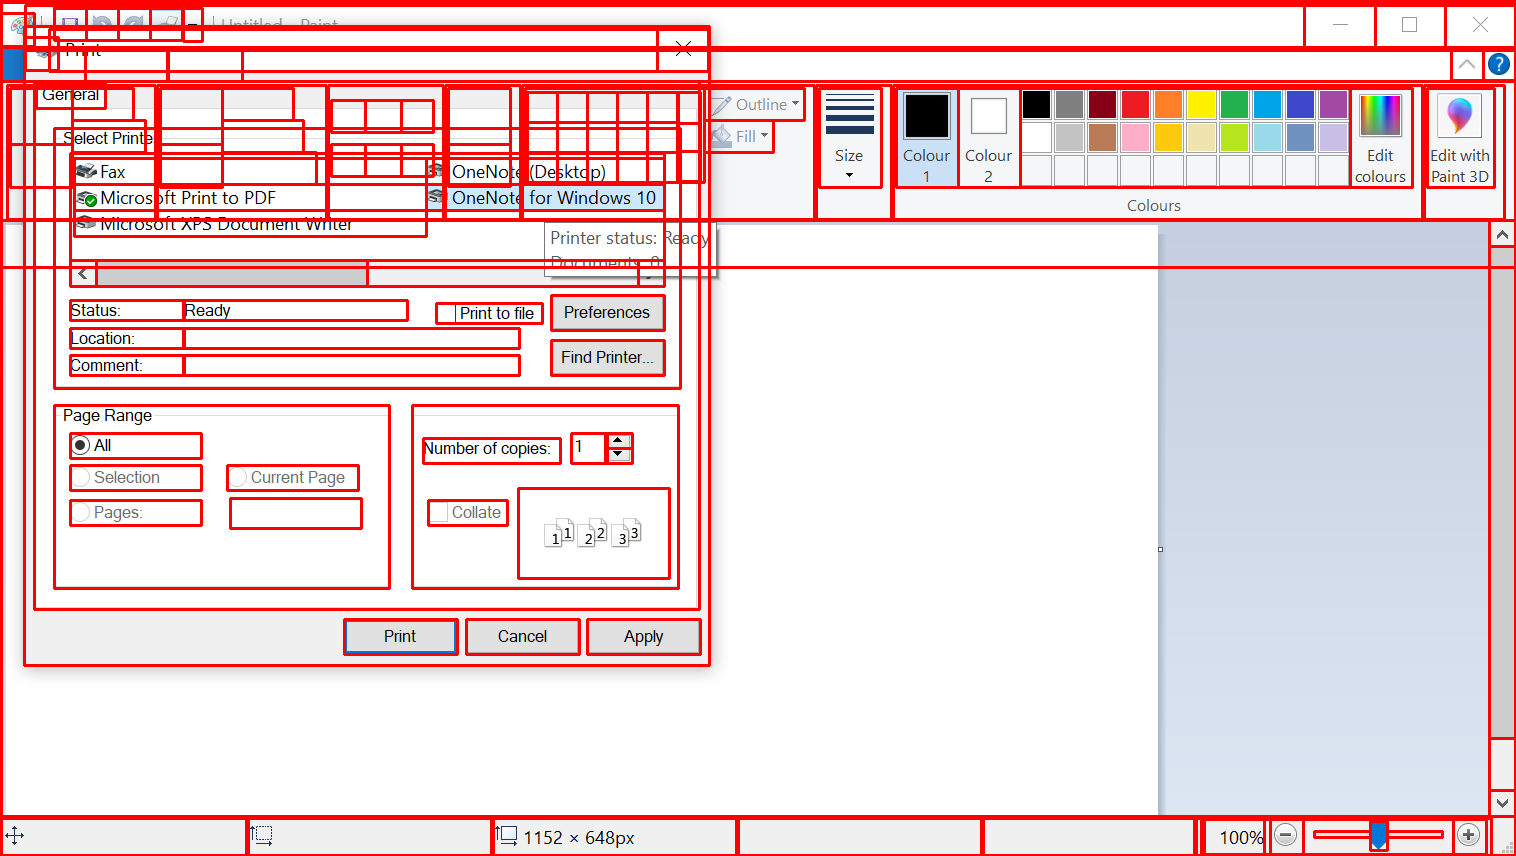 Untitled - Paint
Print
General
Outline
Fill
Size
Colour
1
Colour
2
Edit
colours
Edit with
Paint 3D
Colours
Select Printer
Fax
OneNote (Desktop)
Microsoft Print to PDF
OneNote for Windows 10
Microsoft XPS Document Writer
Printer status: Ready
Documents: 0
Status:
Ready
Print to file
Preferences
Location:
Comment:
Find Printer...
Page Range
All
Selection
Current Page
Pages:
Number of copies:
1
Collate
1 1 2 2 3 3
Print
Cancel
Apply
1152 × 648px
100%